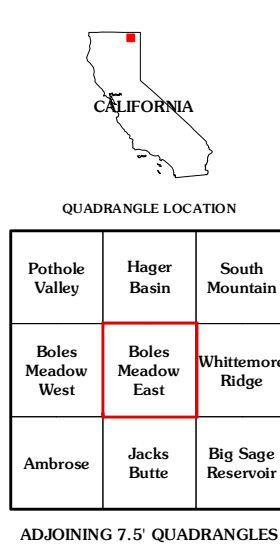 CALIFORNIA
QUADRANGLE LOCATION
Pothole
Valley
Hager
Basin
South
Mountain
Boles
Meadow
West
Boles
Meadow
East
Whittemore
Ridge
Ambrose
Jacks
Butte
Big Sage
Reservoir
ADJOINING 7.5' QUADRANGLES